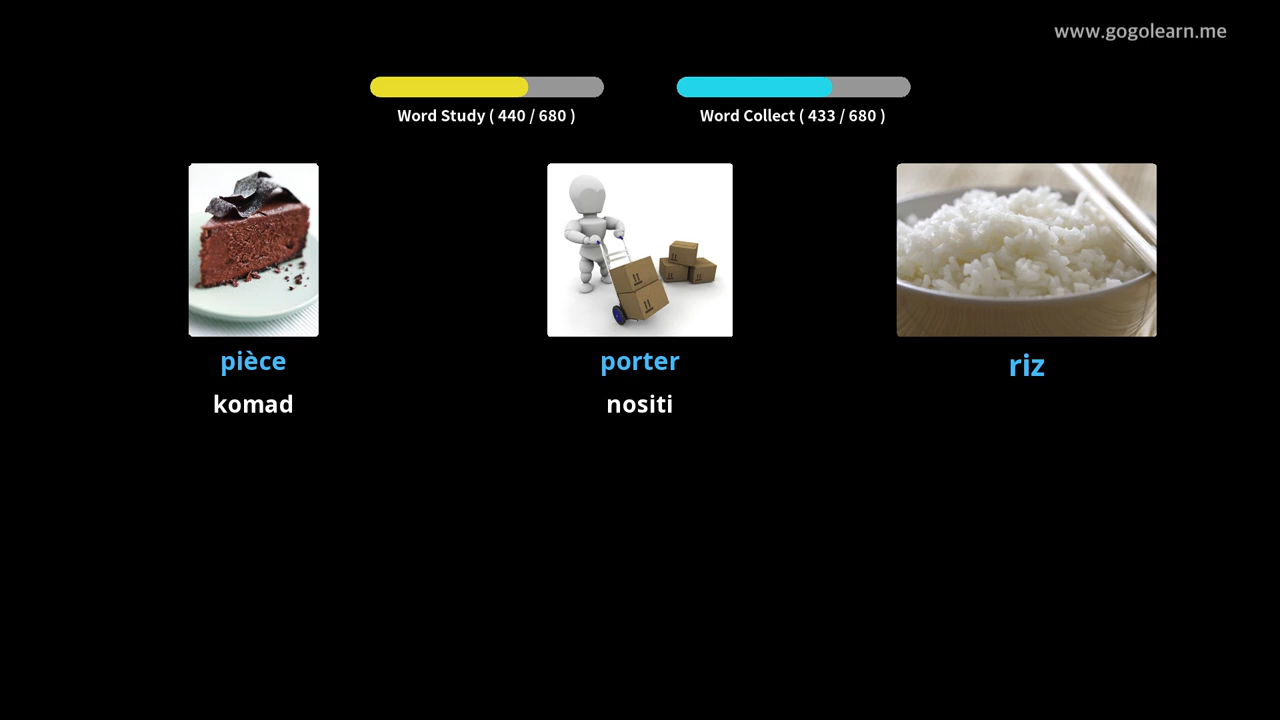 www.gogolearn.me
Word Study ( 440 / 680 )
Word Collect ( 433 / 680 )
pièce
komad
porter
nositi
riz